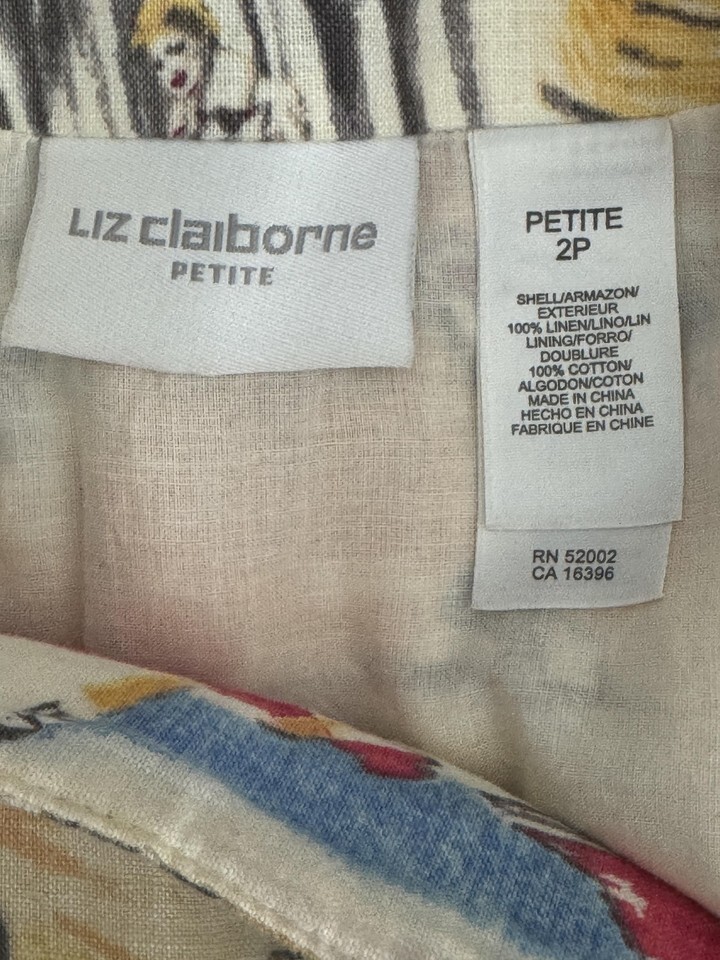 LIZ claiborne
PETITE
PETITE
2P
SHELL/ARMAZON/
EXTERIEUR
100% LINEN/LINO/LIN
LINING/FORRO/
DOUBLURE
100% COTTON/
ALGODON/COTON
MADE IN CHINA
HECHO EN CHINA
FABRIQUE EN CHINE
RN 52002
CA 16396